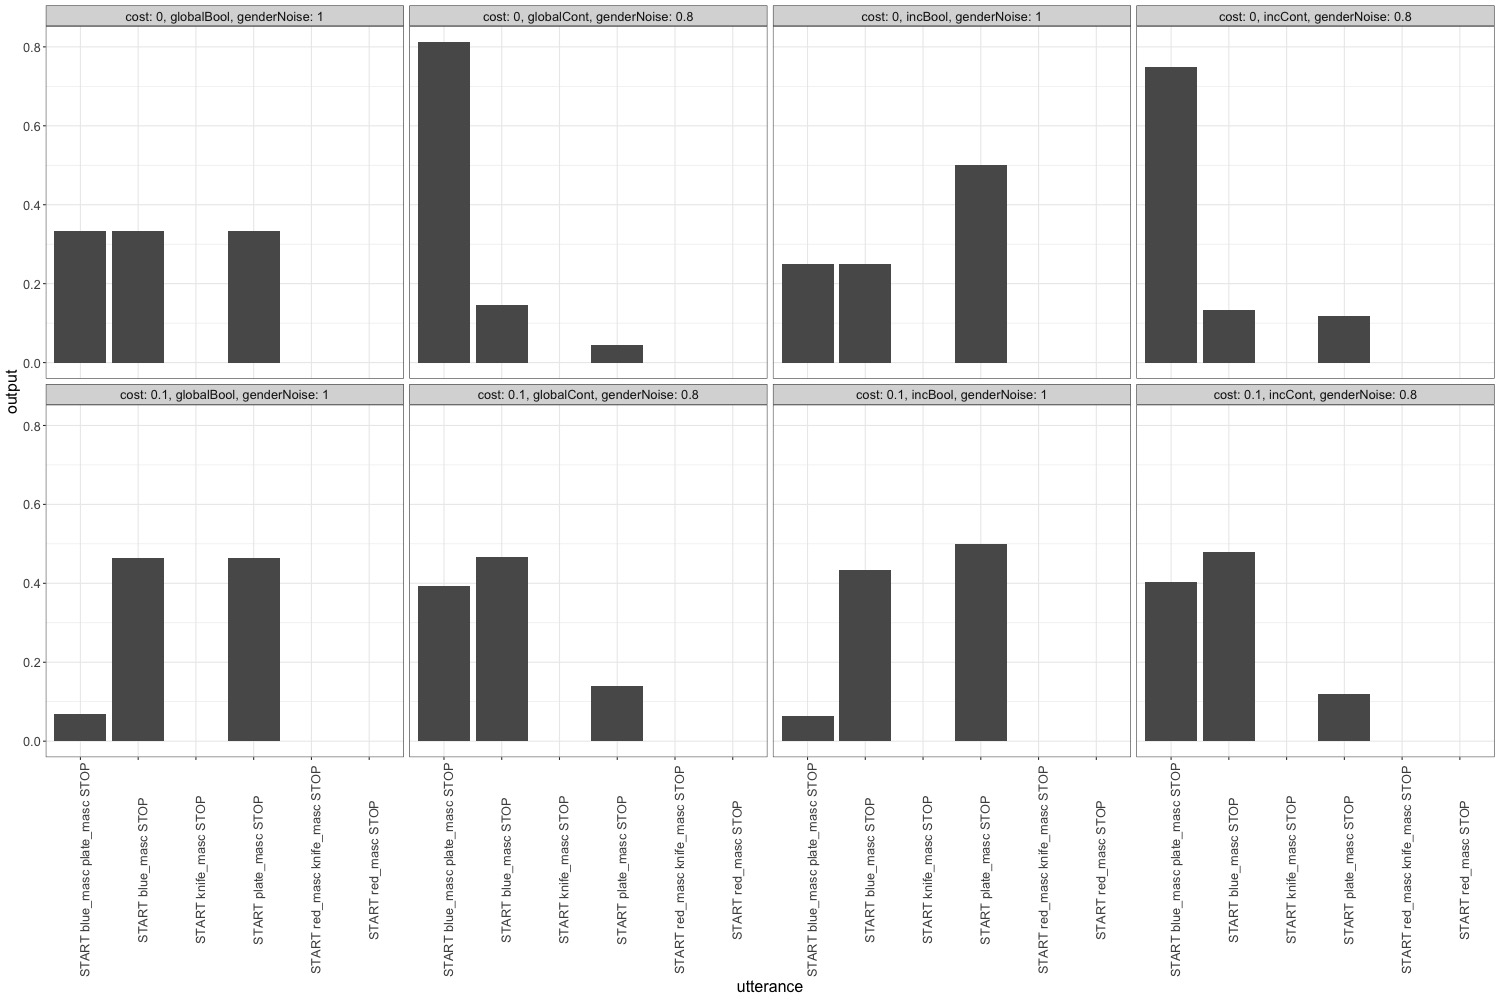 cost: 0, globalBool, genderNoise: 1
cost: 0, globalCont, genderNoise: 0.8
cost: 0, incBool, genderNoise: 1
cost: 0, incCont, genderNoise: 0.8
0.8
0.6
0.4
0.2
0.0
output
cost: 0.1, globalBool, genderNoise: 1
cost: 0.1, globalCont, genderNoise: 0.8
cost: 0.1, incBool, genderNoise: 1
cost: 0.1, incCont, genderNoise: 0.8
0.8
0.6
0.4
0.2
0.0
START blue_masc plate_masc STOP
START blue_masc STOP
START knife_masc STOP
START plate_masc STOP
START red_masc knife_masc STOP
START red_masc STOP
START blue_masc plate_masc STOP
START blue_masc STOP
START knife_masc STOP
START plate_masc STOP
START red_masc knife_masc STOP
START red_masc STOP
START blue_masc plate_masc STOP
START blue_masc STOP
START knife_masc STOP
START plate_masc STOP
START red_masc knife_masc STOP
START red_masc STOP
START blue_masc plate_masc STOP
START blue_masc STOP
START knife_masc STOP
START plate_masc STOP
START red_masc knife_masc STOP
START red_masc STOP
utterance